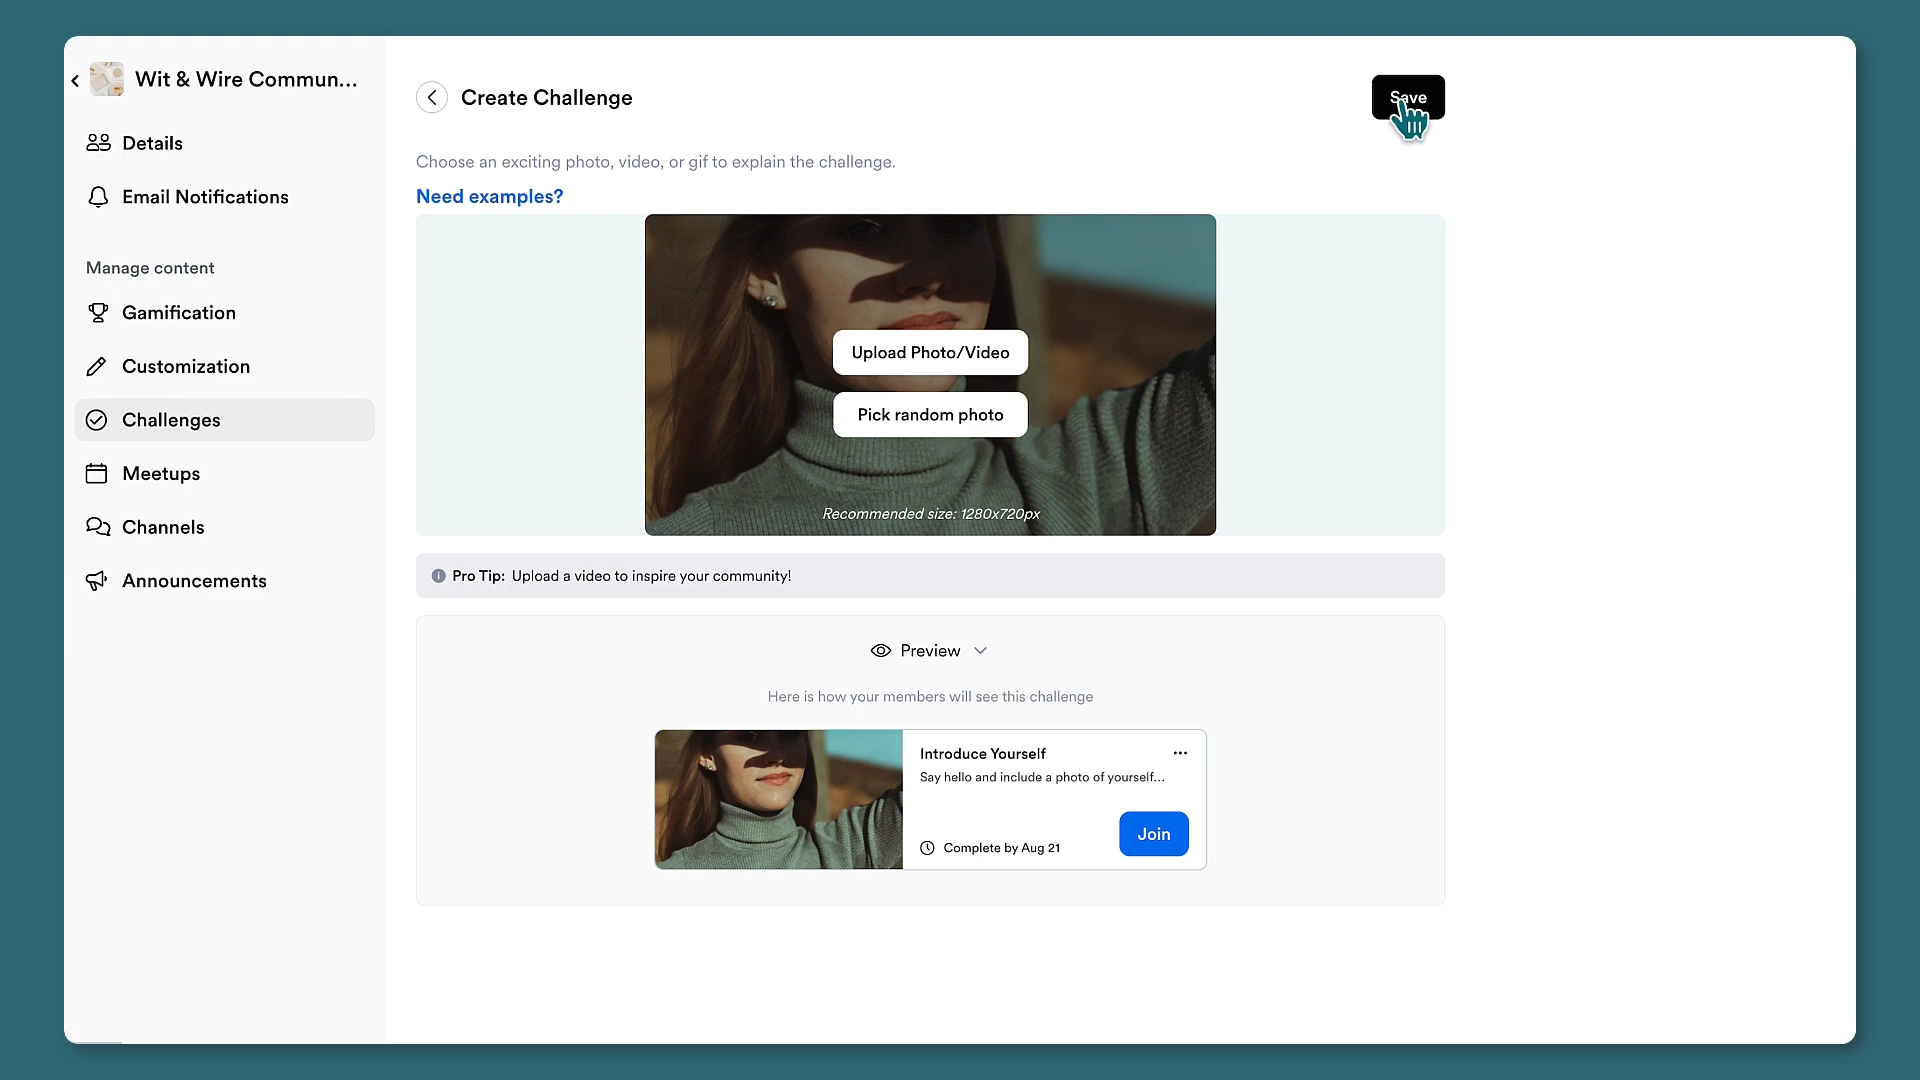 Wit & Wire Commun...
Details
Email Notifications
Manage content
Gamification
Customization
Challenges
Meetups
Channels
Announcements
Create Challenge
Save
Choose an exciting photo, video, or gif to explain the challenge.
Need examples?
Upload Photo/Video
Pick random photo
Recommended size: 1280x720px
Pro Tip: Upload a video to inspire your community!
Preview
Here is how your members will see this challenge
Introduce Yourself
Say hello and include a photo of yourself...
Complete by Aug 21
Join